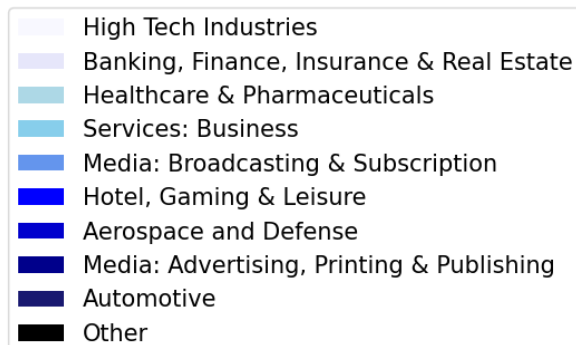 High Tech Industries
Banking, Finance, Insurance & Real Estate
Healthcare & Pharmaceuticals
Services: Business
Media: Broadcasting & Subscription
Hotel, Gaming & Leisure
Aerospace and Defense
Media: Advertising, Printing & Publishing
Automotive
Other